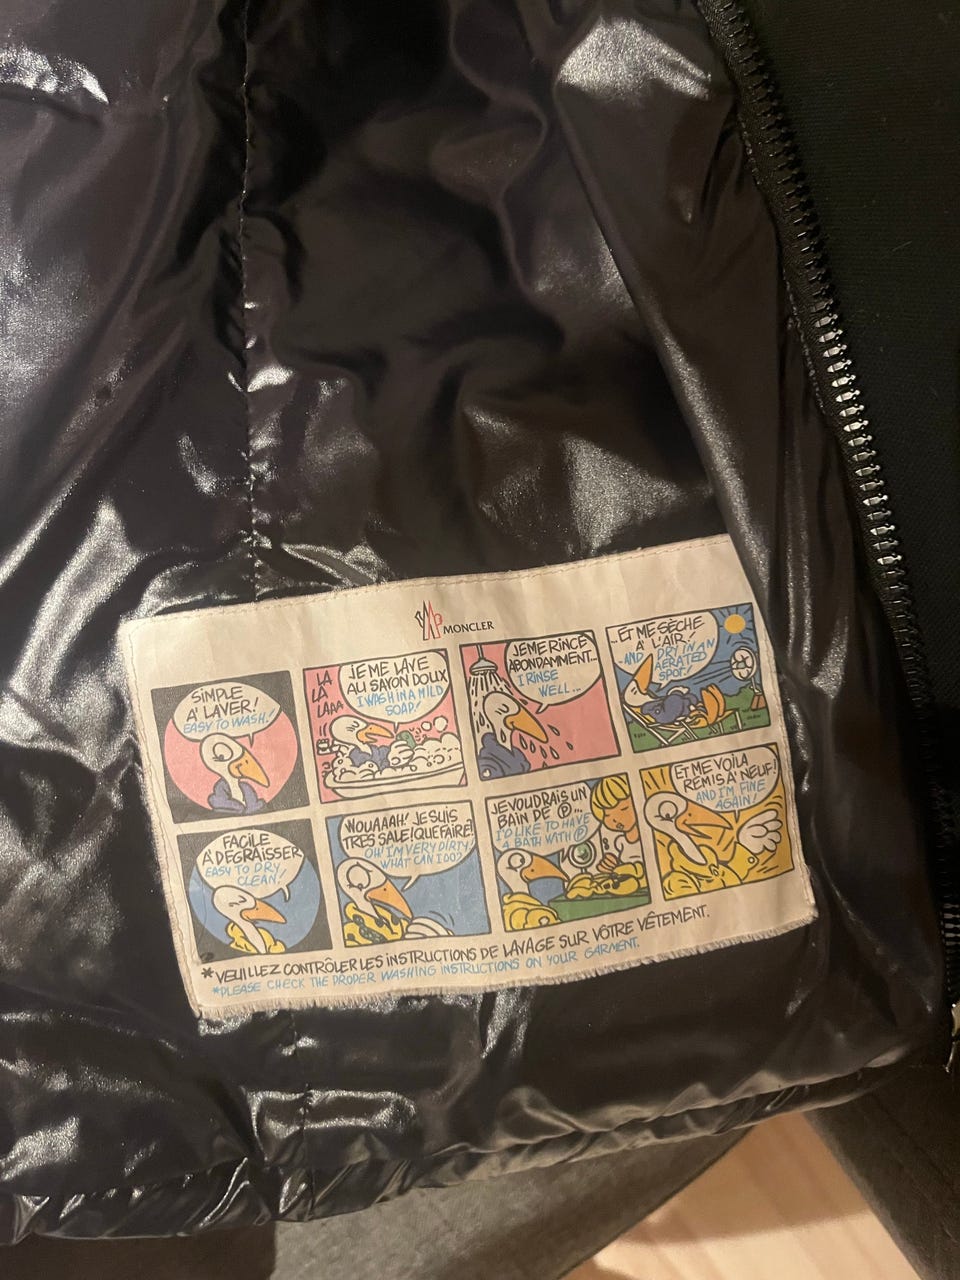 MONCLER
SIMPLE
A' LAVER!
EASY TO WASH!
LA
LA
LAAA
JE ME LAVE
AU SAVON DOUX
I WASH IN A MILD
SOAP!
JE ME RINCE
ABONDAMMENT...
I RINSE
WELL...
...ET ME SÈCHE
A' L'AIR!
...AND I DRY IN AN
AERATED
SPOT.
FACILE
A' DEGRAISSER
EASY TO DRY
CLEAN!
WOUAAAH! JE SUIS
TRES SALE! QUE FAIRE?
OH! I'M VERY DIRTY!
WHAT CAN I DO?
JE VOUDRAIS UN
BAIN DE Ⓟ...
I'D LIKE TO HAVE
A BATH WITH Ⓟ
ET ME VOILA
REMIS A' NEUF!
AND I'M FINE
AGAIN!
*VEUILLEZ CONTRÔLER LES INSTRUCTIONS DE LAVAGE SUR VÔTRE VÊTEMENT.
*PLEASE CHECK THE PROPER WASHING INSTRUCTIONS ON YOUR GARMENT.